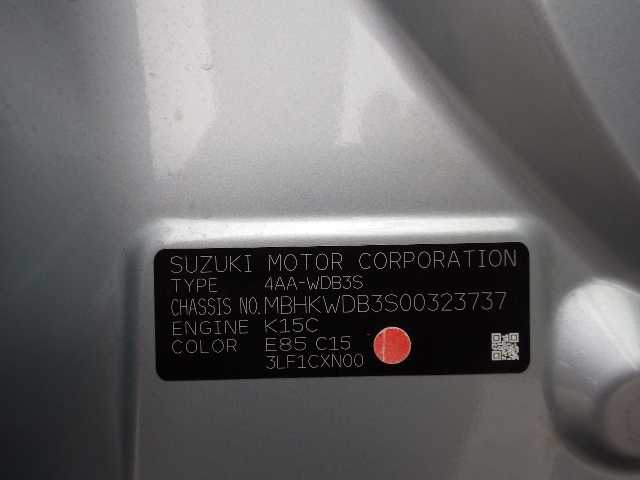 SUZUKI MOTOR CORPORATION
TYPE 4AA-WDB3S
CHASSIS NO. MBHKWDB3S00323737
ENGINE K15C
COLOR E85 C15
3LF1CXN00